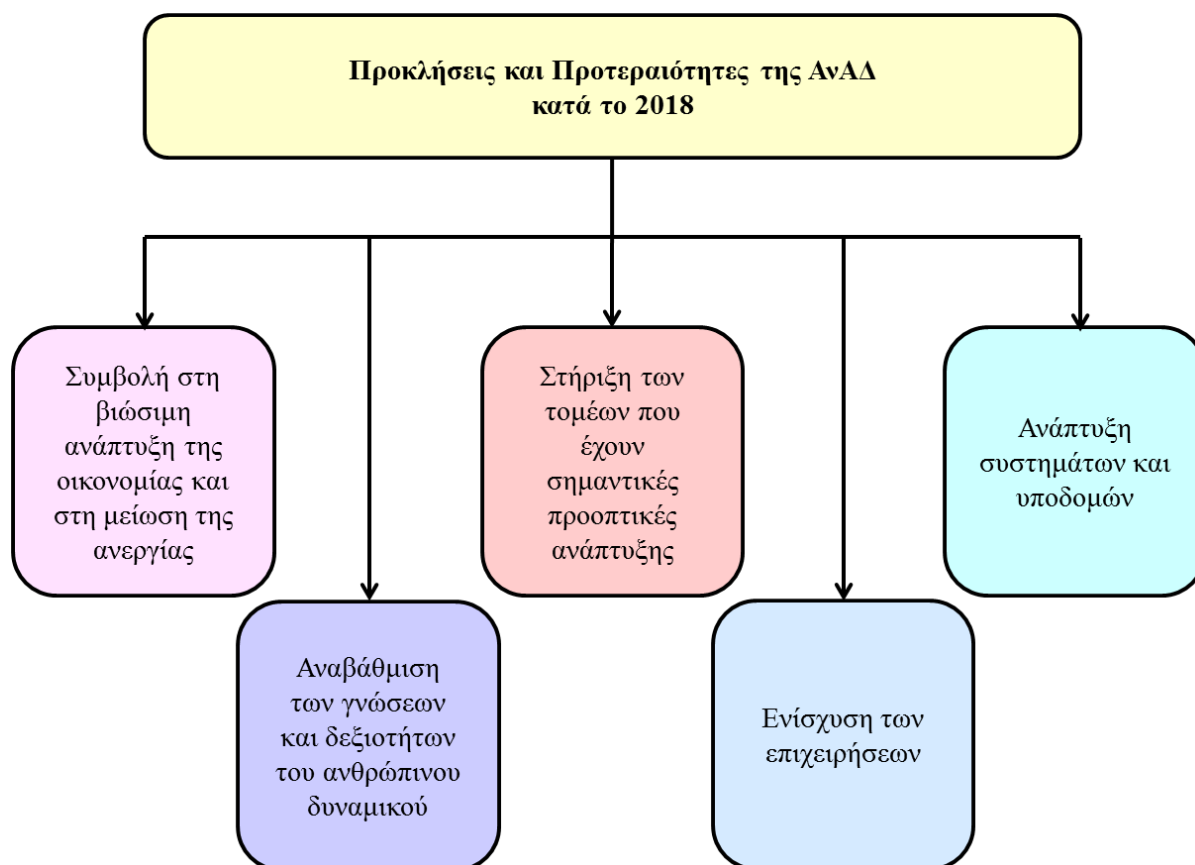 Προκλήσεις και Προτεραιότητες της ΑνΑΔ
κατά το 2018
Συμβολή στη
βιώσιμη
ανάπτυξη της
οικονομίας και
στη μείωση της
ανεργίας
Αναβάθμιση
των γνώσεων
και δεξιοτήτων
του ανθρώπινου
δυναμικού
Στήριξη των
τομέων που
έχουν
σημαντικές
προοπτικές
ανάπτυξης
Ενίσχυση των
επιχειρήσεων
Ανάπτυξη
συστημάτων και
υποδομών